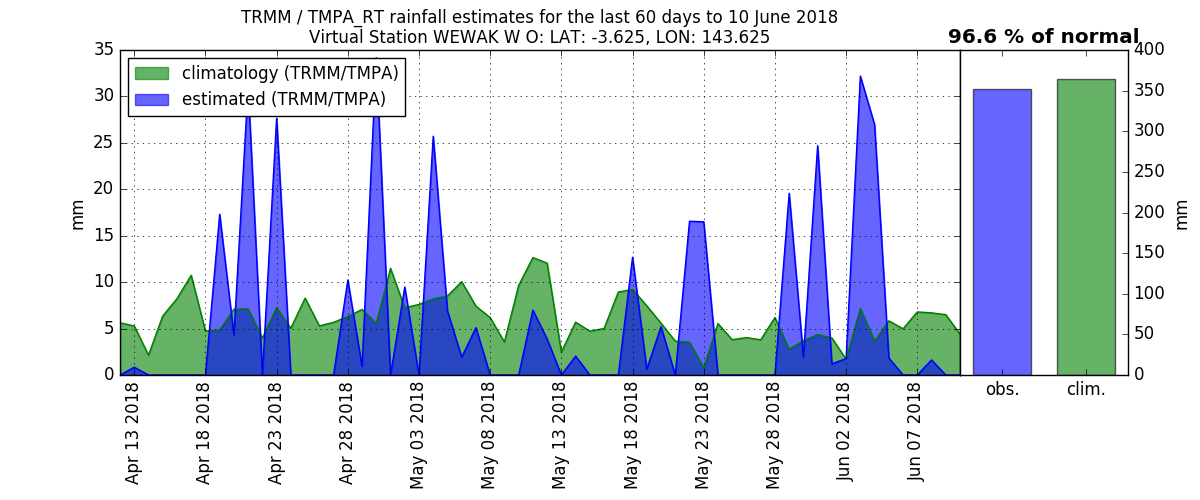 TRMM / TMPA_RT rainfall estimates for the last 60 days to 10 June 2018
Virtual Station WEWAK W O: LAT: -3.625, LON: 143.625
96.6 % of normal
climatology (TRMM/TMPA)
estimated (TRMM/TMPA)
35
30
25
20
15
10
5
0
mm
Apr 13 2018
Apr 18 2018
Apr 23 2018
Apr 28 2018
May 03 2018
May 08 2018
May 13 2018
May 18 2018
May 23 2018
May 28 2018
Jun 02 2018
Jun 07 2018
obs.
clim.
400
350
300
250
200
150
100
50
0
mm